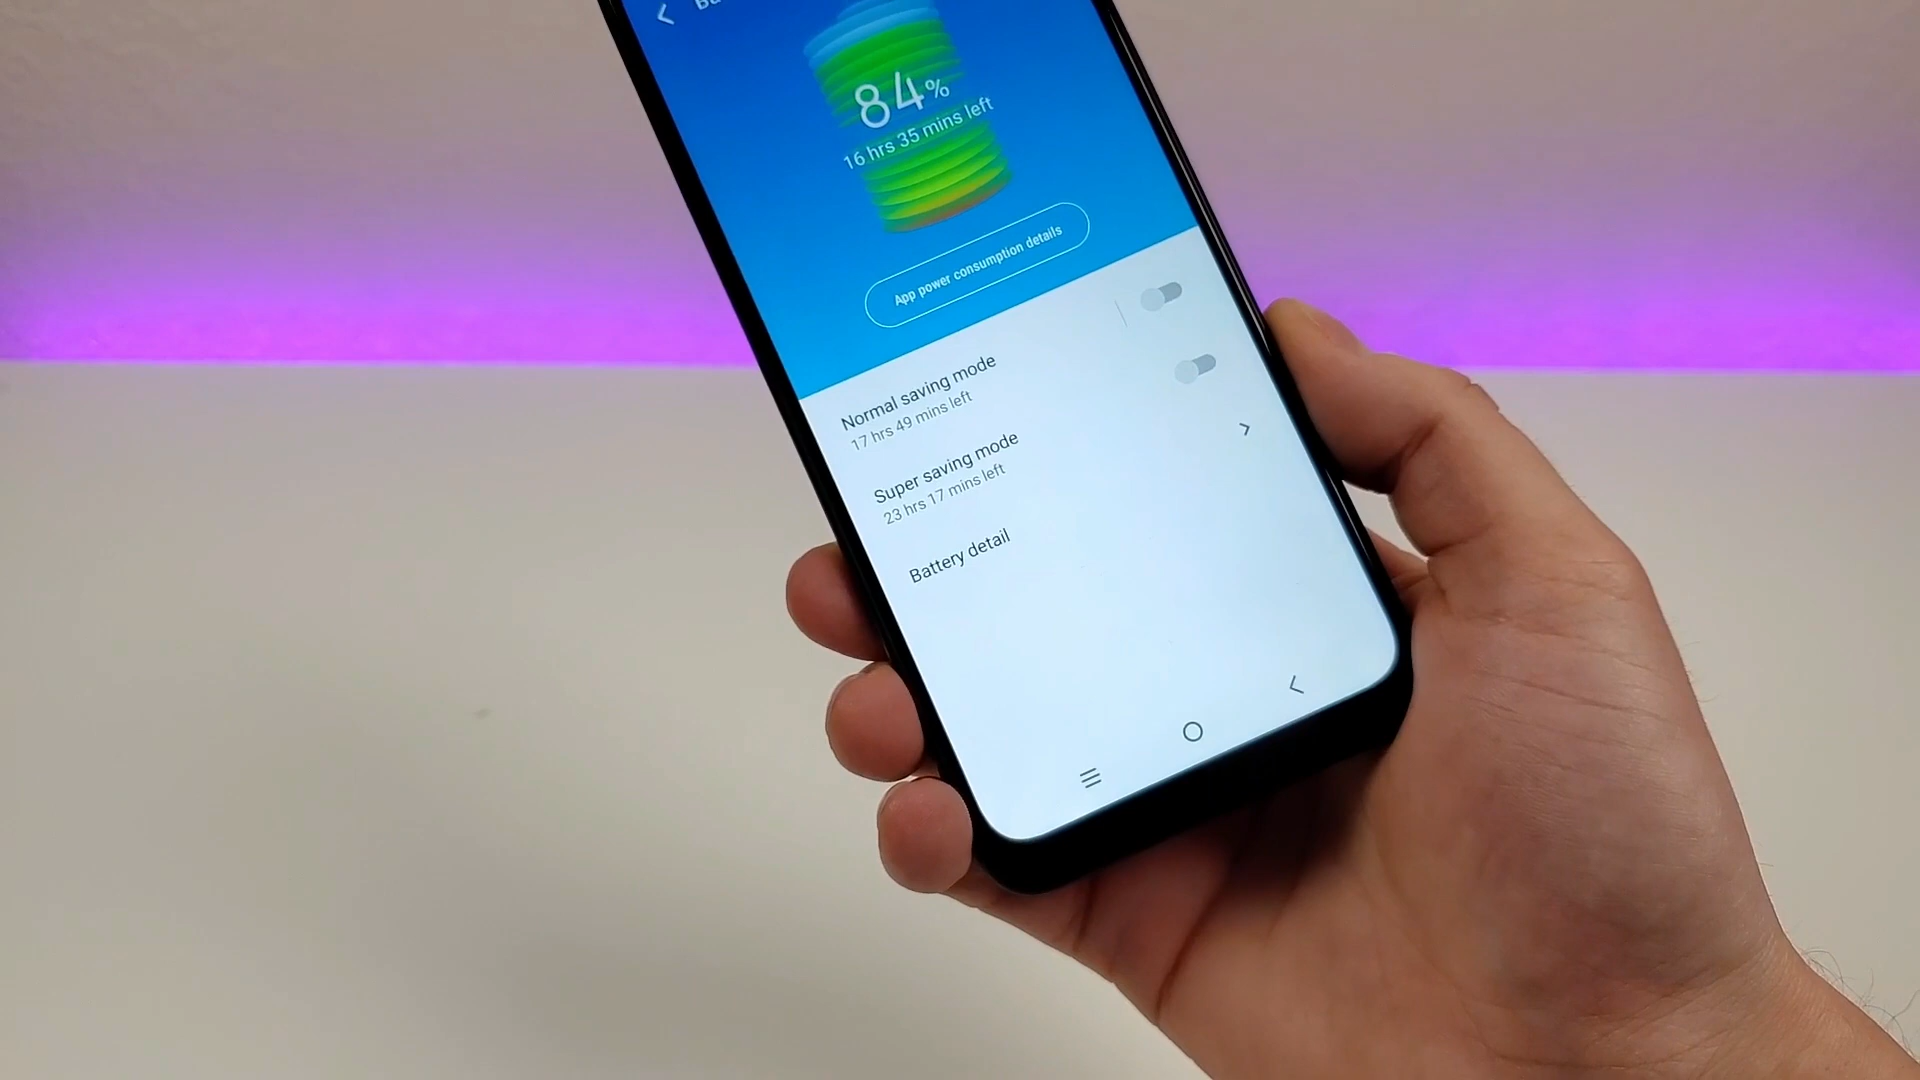 84%
16 hrs 35 mins left
App power consumption details
Normal saving mode
17 hrs 49 mins left
Super saving mode
23 hrs 17 mins left
Battery detail